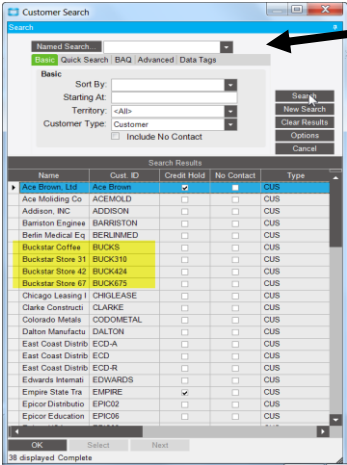 Customer Search
Search
Named Search...
Basic Quick Search BAQ Advanced Data Tags
Basic
Sort By:
Starting At:
Territory: <All>
Customer Type: Customer
Include No Contact
Search
New Search
Clear Results
Options
Cancel
Search Results
Name Cust. ID Credit Hold No Contact Type
Ace Brown, Ltd Ace Brown CUS
Ace Moliding Co ACEMOLD CUS
Addison, INC ADDISON CUS
Barriston Enginee BARRISTON CUS
Berlin Medical Eq BERLINMED CUS
Buckstar Coffee BUCKS CUS
Buckstar Store 31 BUCK310 CUS
Buckstar Store 42 BUCK424 CUS
Buckstar Store 67 BUCK675 CUS
Chicago Leasing I CHIGLEASE CUS
Clarke Constructi CLARKE CUS
Colorado Metals CODOMETAL CUS
Dalton Manufactu DALTON CUS
East Coast Distrib ECD-A CUS
East Coast Distrib ECD CUS
East Coast Distrib ECD-R CUS
Edwards Internati EDWARDS CUS
Empire State Tra EMPIRE CUS
Epicor Distributio EPIC02 CUS
Epicor Education EPIC06 CUS
OK Select Next
38 displayed Complete